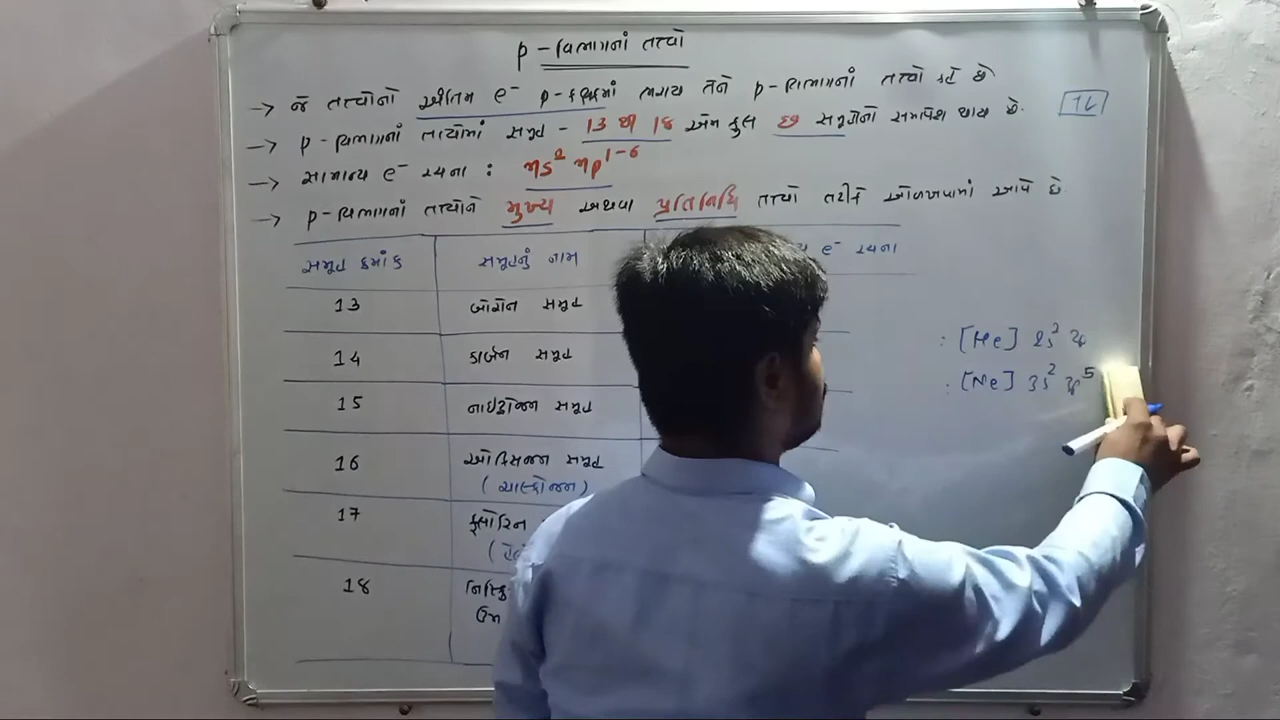 p - વિભાગનાં તત્વો
→ જે તત્વોનો અંતિમ e⁻ p-કક્ષકમાં ભરાય તેને p-વિભાગનાં તત્વો કહે છે
→ p-વિભાગનાં તત્વોમાં સમૂહ - 13 થી 18 એમ કુલ છ સમૂહોનો સમાવેશ થાય છે.
→ સામાન્ય e⁻ રચના : ns² np¹⁻⁶
→ p-વિભાગનાં તત્વોને મુખ્ય અથવા પ્રતિનિધિ તત્વો તરીકે ઓળખવામાં આવે છે
સમૂહ ક્રમાંક સમૂહનું નામ e⁻ રચના
13 બોરોન સમૂહ
14 કાર્બન સમૂહ
: [He] 2s² 2p
15 નાઇટ્રોજન સમૂહ
: [Ne] 3s² 3p⁵
16 ઓક્સિજન સમૂહ
(ચાલ્કોજન)
17 ફ્લોરિન
18